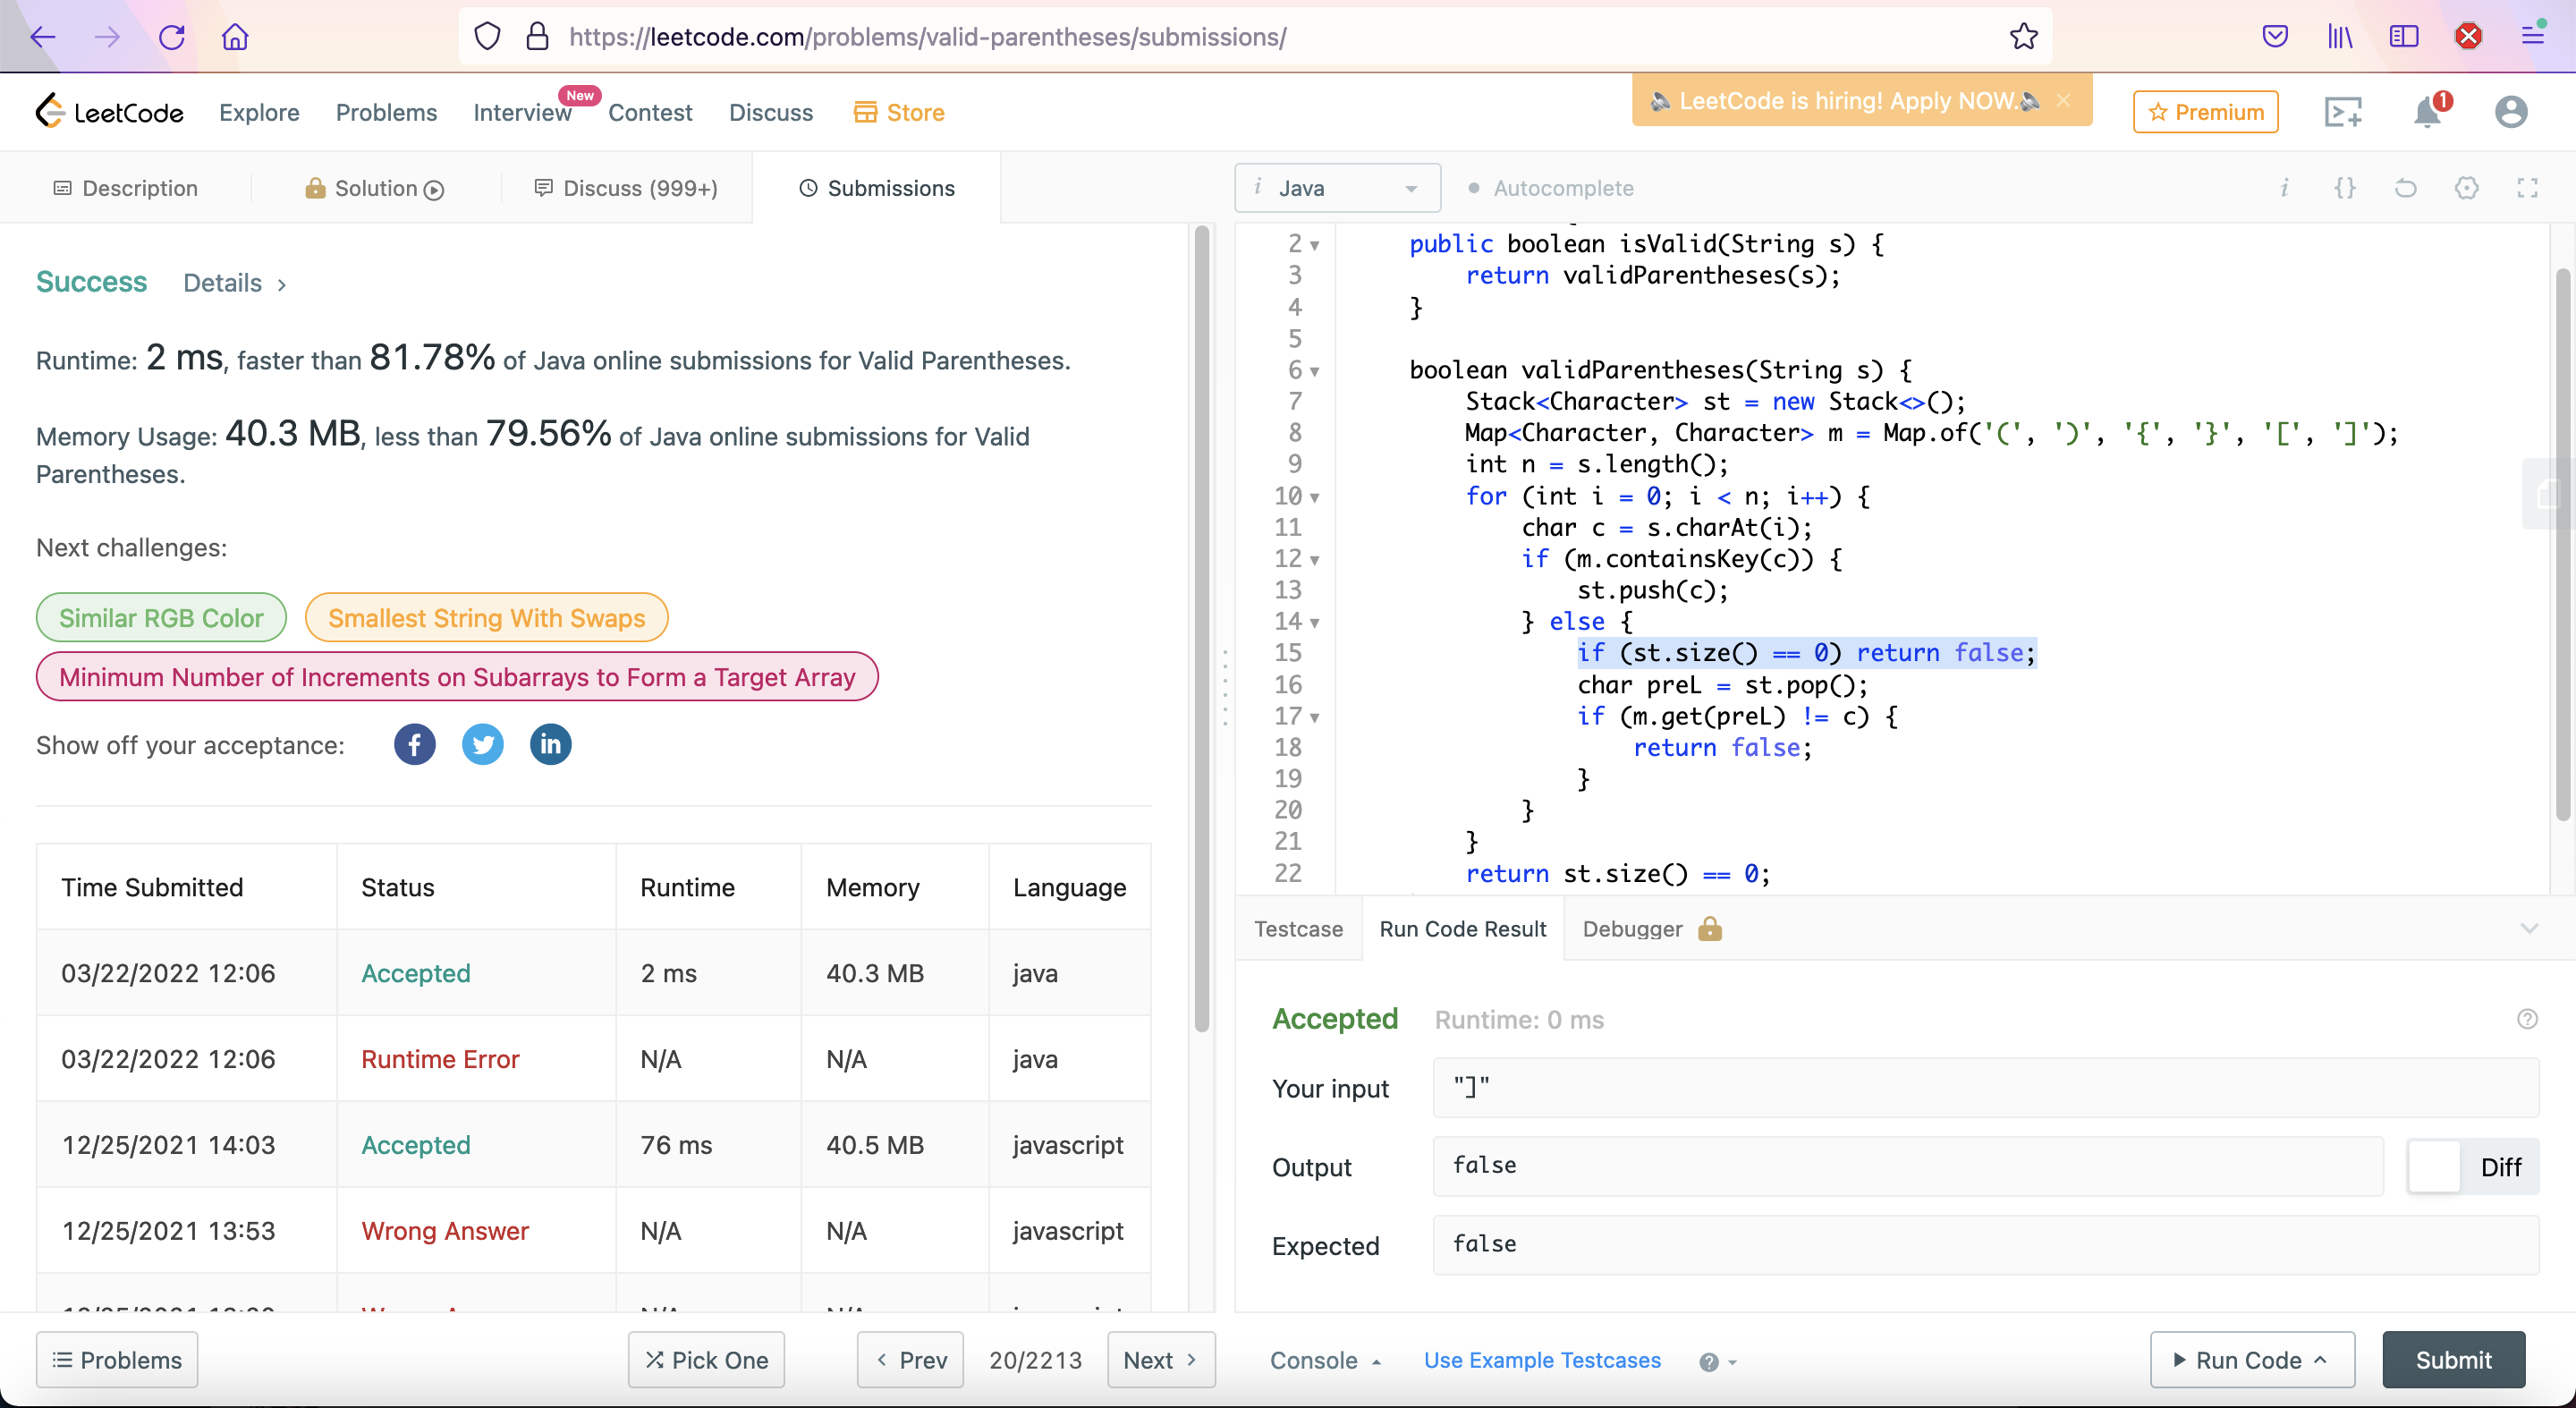 https://leetcode.com/problems/valid-parentheses/submissions/
LeetCode
Explore
Problems
Interview
New
Contest
Discuss
Store
LeetCode is hiring! Apply NOW.
Premium
1
Description
Solution
Discuss (999+)
Submissions
i Java
Autocomplete
i
{}
Success
Details
Runtime: 2 ms, faster than 81.78% of Java online submissions for Valid Parentheses.
Memory Usage: 40.3 MB, less than 79.56% of Java online submissions for Valid
Parentheses.
Next challenges:
Similar RGB Color
Smallest String With Swaps
Minimum Number of Increments on Subarrays to Form a Target Array
Show off your acceptance:
Time Submitted Status Runtime Memory Language
03/22/2022 12:06 Accepted 2 ms 40.3 MB java
03/22/2022 12:06 Runtime Error N/A N/A java
12/25/2021 14:03 Accepted 76 ms 40.5 MB javascript
12/25/2021 13:53 Wrong Answer N/A N/A javascript
2 public boolean isValid(String s) {
3 return validParentheses(s);
4 }
5
6 boolean validParentheses(String s) {
7 Stack<Character> st = new Stack<>();
8 Map<Character, Character> m = Map.of('(', ')', '{', '}', '[', ']');
9 int n = s.length();
10 for (int i = 0; i < n; i++) {
11 char c = s.charAt(i);
12 if (m.containsKey(c)) {
13 st.push(c);
14 } else {
15 if (st.size() == 0) return false;
16 char preL = st.pop();
17 if (m.get(preL) != c) {
18 return false;
19 }
20 }
21 }
22 return st.size() == 0;
Testcase
Run Code Result
Debugger
Accepted Runtime: 0 ms
Your input
"]"
Output
false
Diff
Expected
false
Problems
Pick One
Prev
20/2213
Next
Console
Use Example Testcases
Run Code
Submit